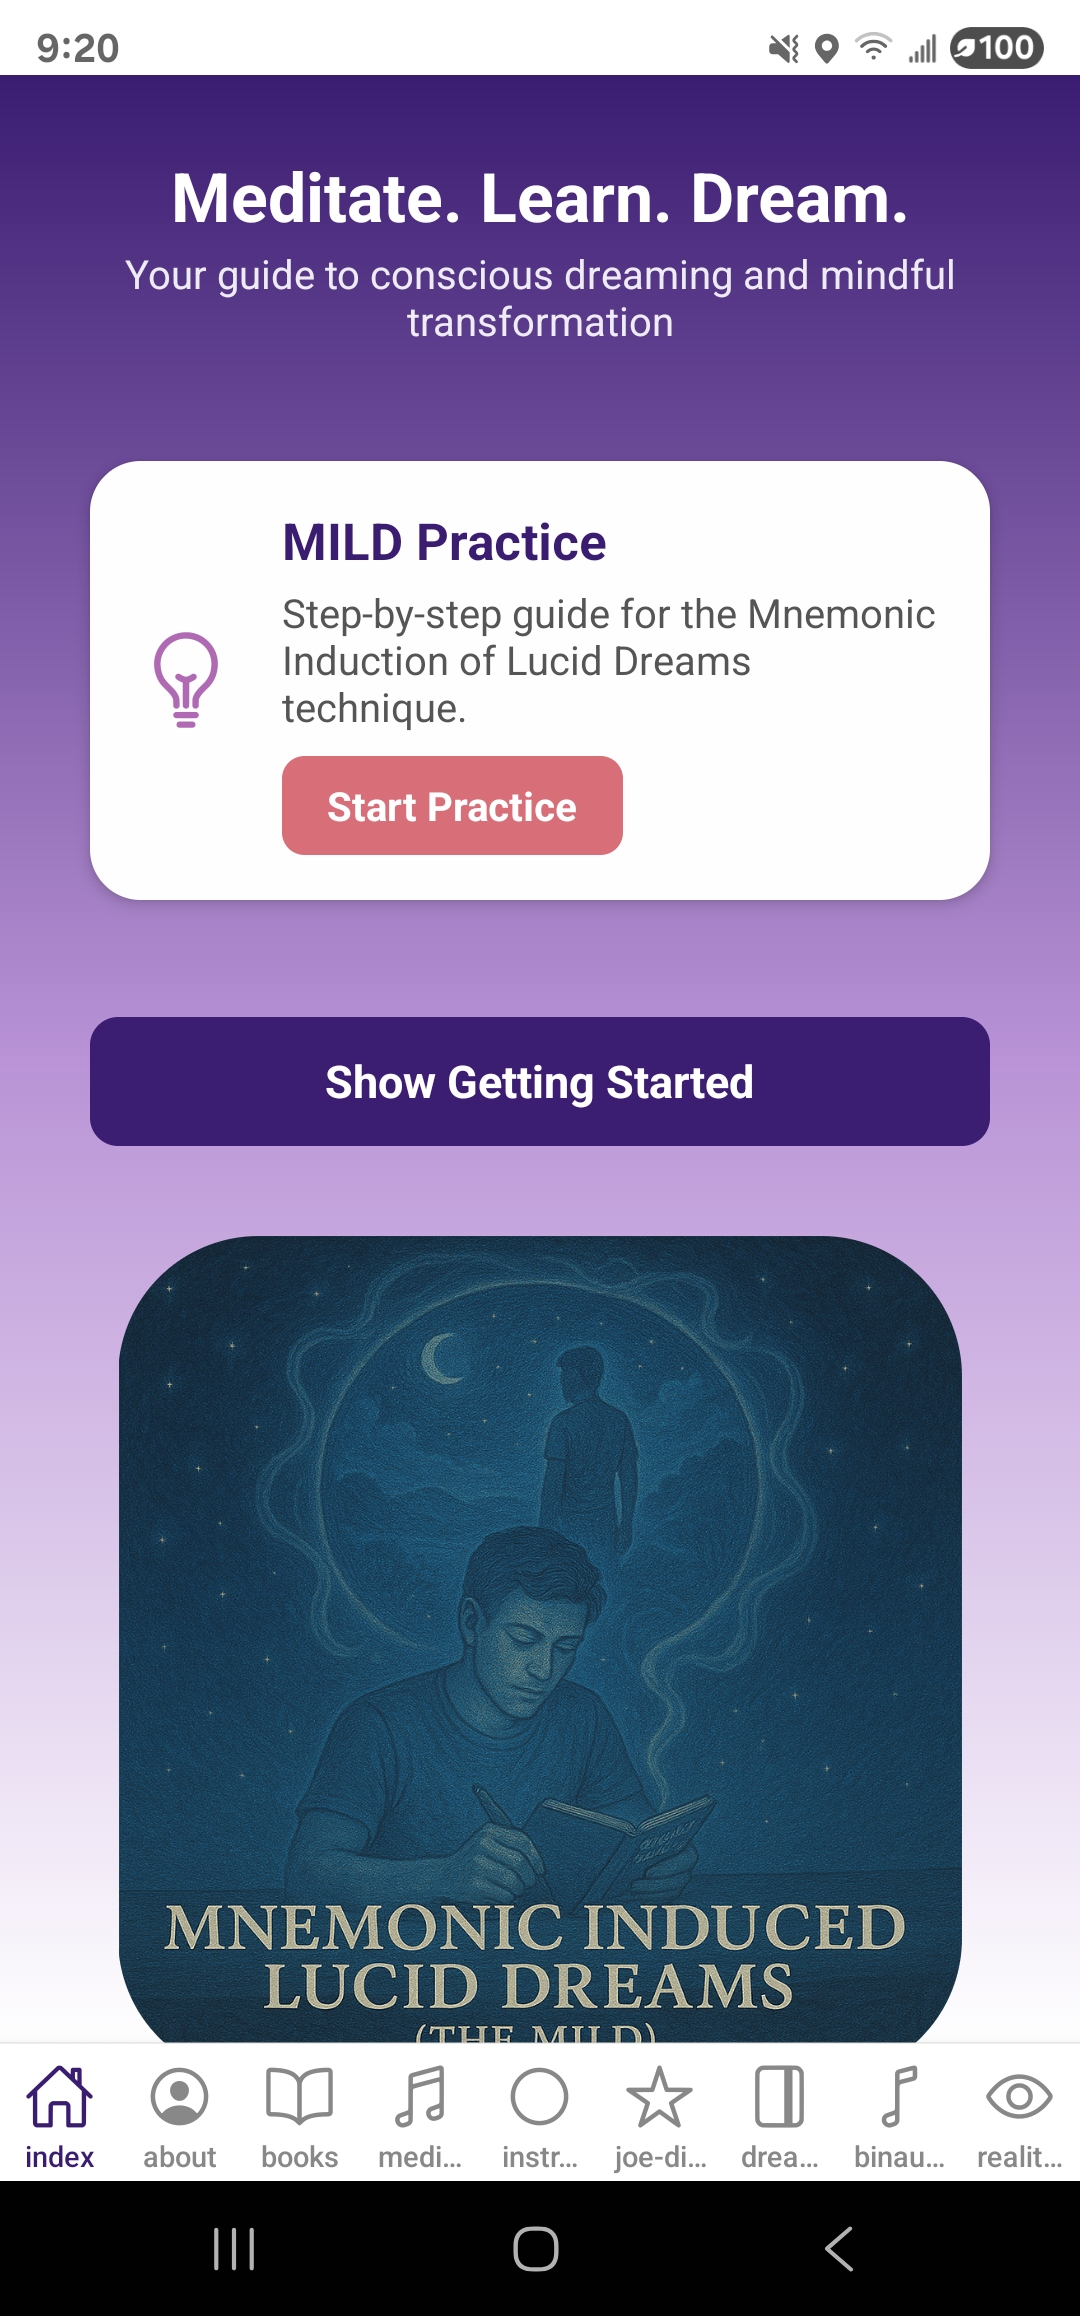 9:20
100
Meditate. Learn. Dream.
Your guide to conscious dreaming and mindful
transformation
MILD Practice
Step-by-step guide for the Mnemonic
Induction of Lucid Dreams
technique.
Start Practice
Show Getting Started
MNEMONIC INDUCED
LUCID DREAMS
(THE MILD)
index
about
books
medi...
instr...
joe-di...
drea...
binau...
realit...